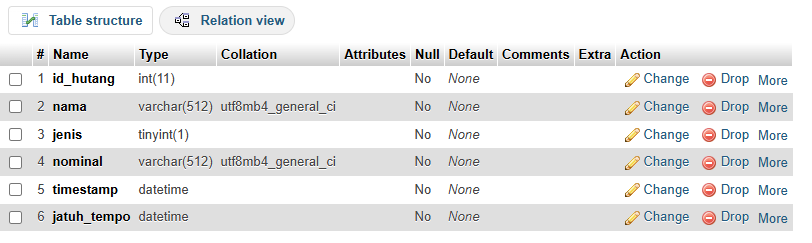 Table structure Relation view
# Name Type Collation Attributes Null Default Comments Extra Action
1 id_hutang int(11) No None Change Drop More
2 nama varchar(512) utf8mb4_general_ci No None Change Drop More
3 jenis tinyint(1) No None Change Drop More
4 nominal varchar(512) utf8mb4_general_ci No None Change Drop More
5 timestamp datetime No None Change Drop More
6 jatuh_tempo datetime No None Change Drop More